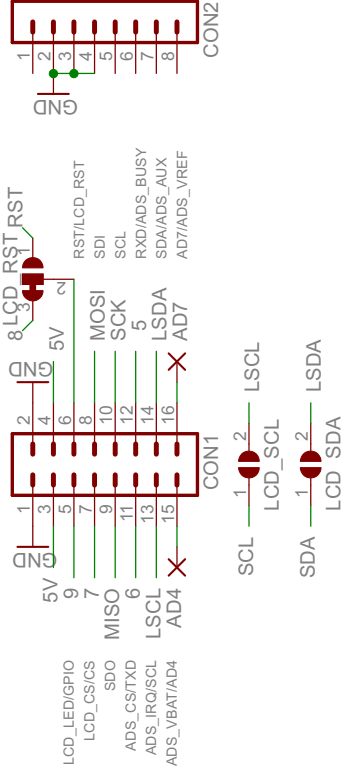 CON2
1
2
3
4
5
6
7
8
GND
RST/LCD_RST
SDI
SCL
RXD/ADS_BUSY
SDA/ADS_AUX
AD7/ADS_VREF
RST
LCD_RST
8
1
2
3
5V
MOSI
SCK
5
LSDA
AD7
GND
2
4
6
8
10
12
14
16
CON1
1
3
5
7
9
11
13
15
GND
5V
9
7
MISO
6
LSCL
AD4
LCD_LED/GPIO
LCD_CS/CS
SDO
ADS_CS/TXD
ADS_IRQ/SCL
ADS_VBAT/AD4
SCL
1
2
LSCL
LCD_SCL
SDA
1
2
LSDA
LCD_SDA